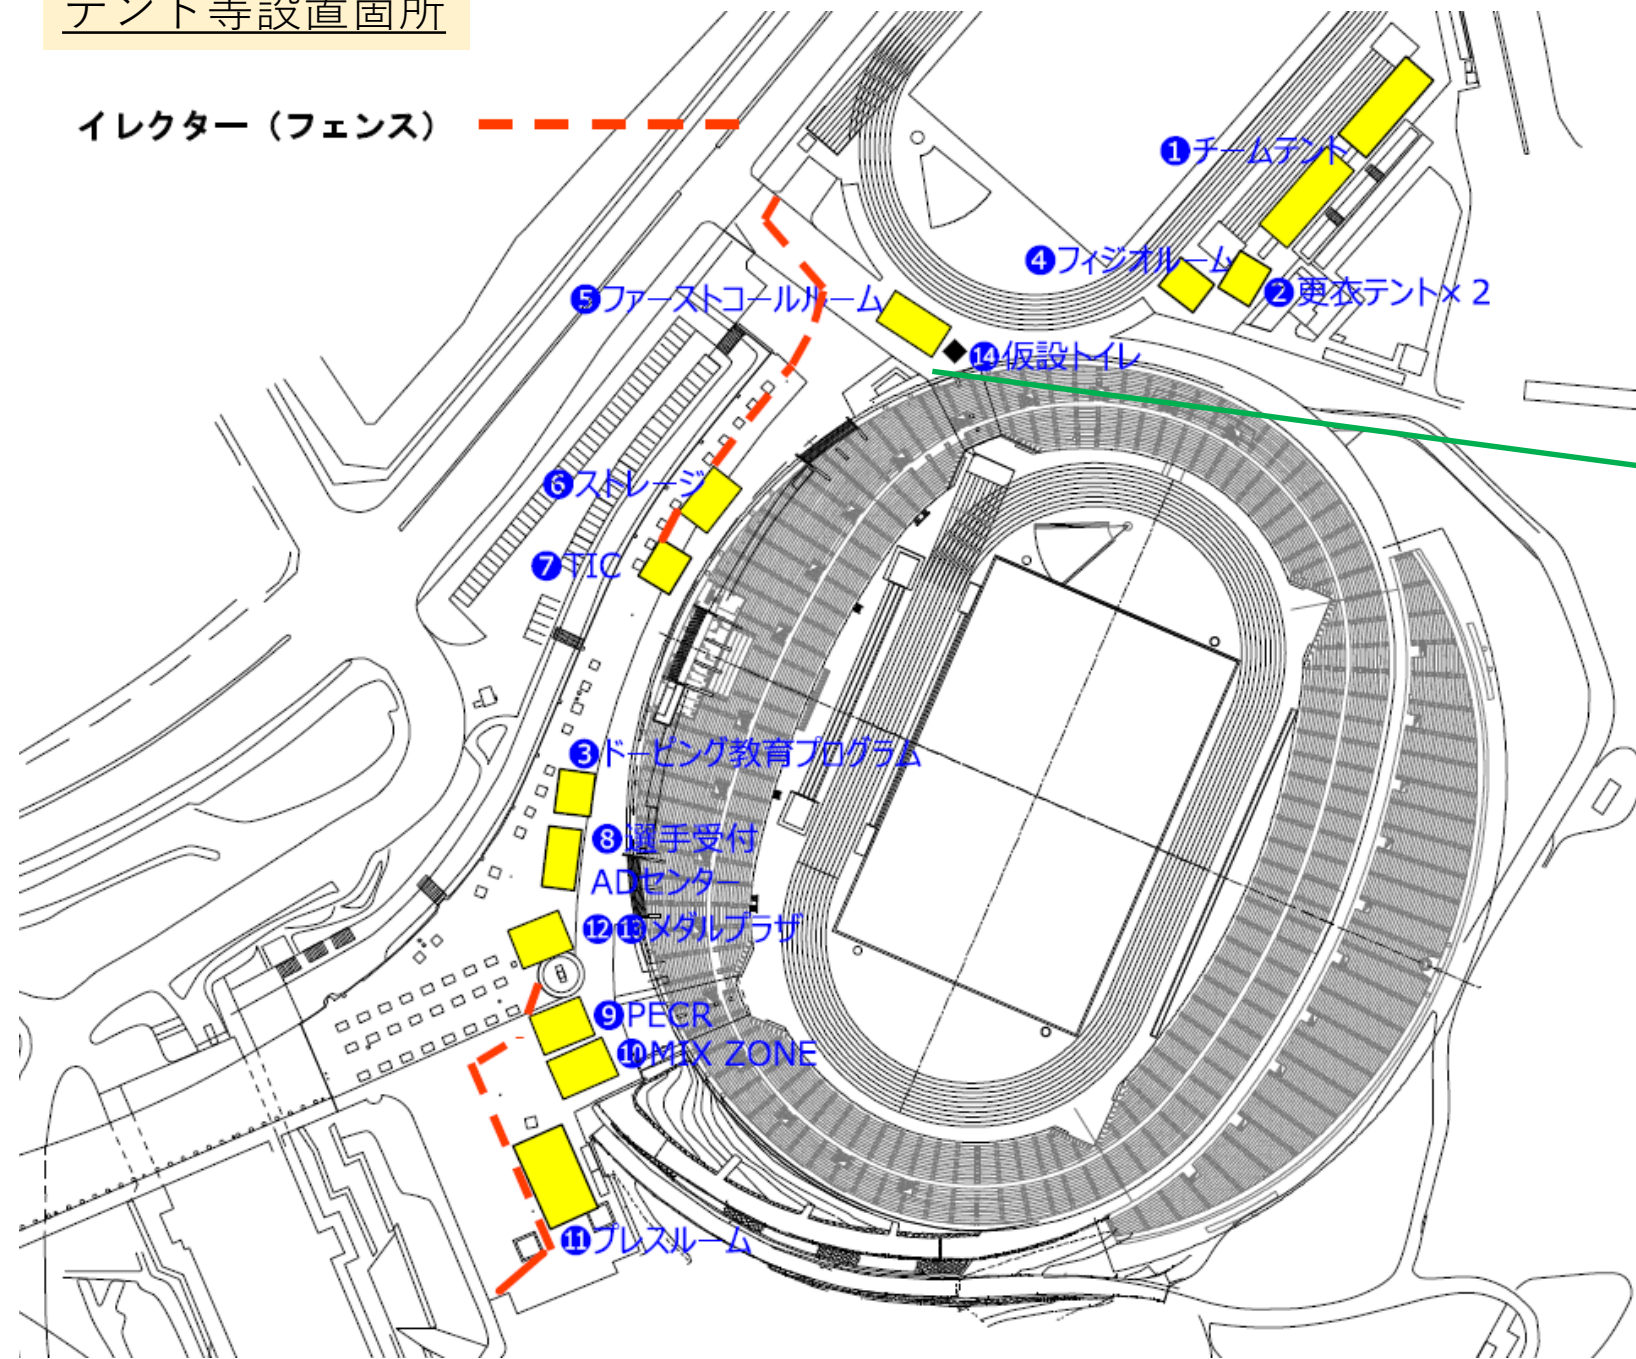 テント等設置箇所
イレクター（フェンス）
❶チームテント
❹フィジオルーム
❷更衣テント×２
❺ファーストコールルーム
⓮仮設トイレ
❻ストレージ
❼TIC
❸ドーピング教育プログラム
❽選手受付
ADセンター
⓬⓭メダルプラザ
❾PECR
❿MIX ZONE
⓫プレスルーム